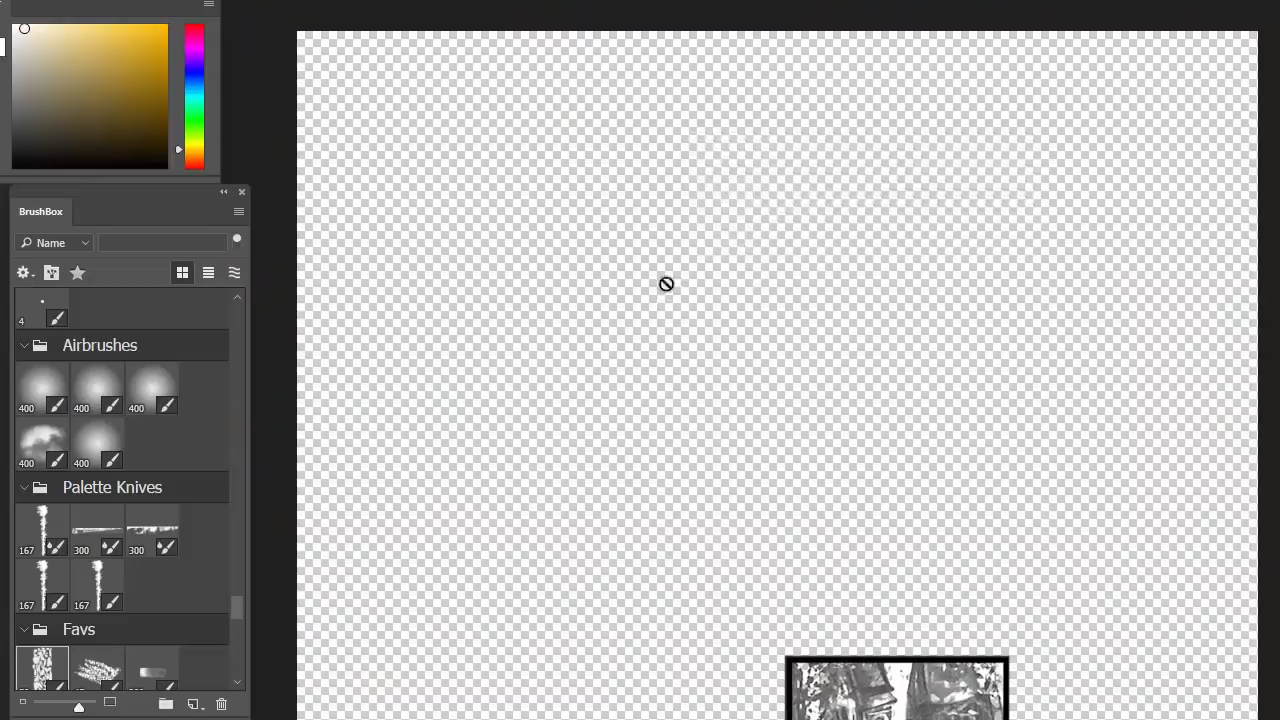 BrushBox
Name
4
Airbrushes
400 400 400
400 400
Palette Knives
167 300 300
167 167
Favs